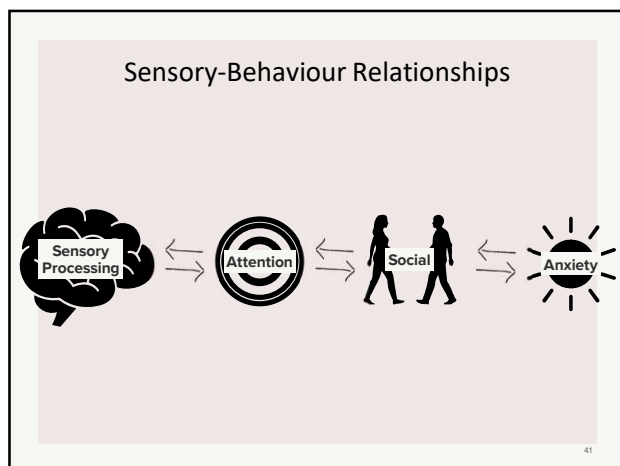 Sensory-Behaviour Relationships
Sensory
Processing
Attention
Social
Anxiety
41